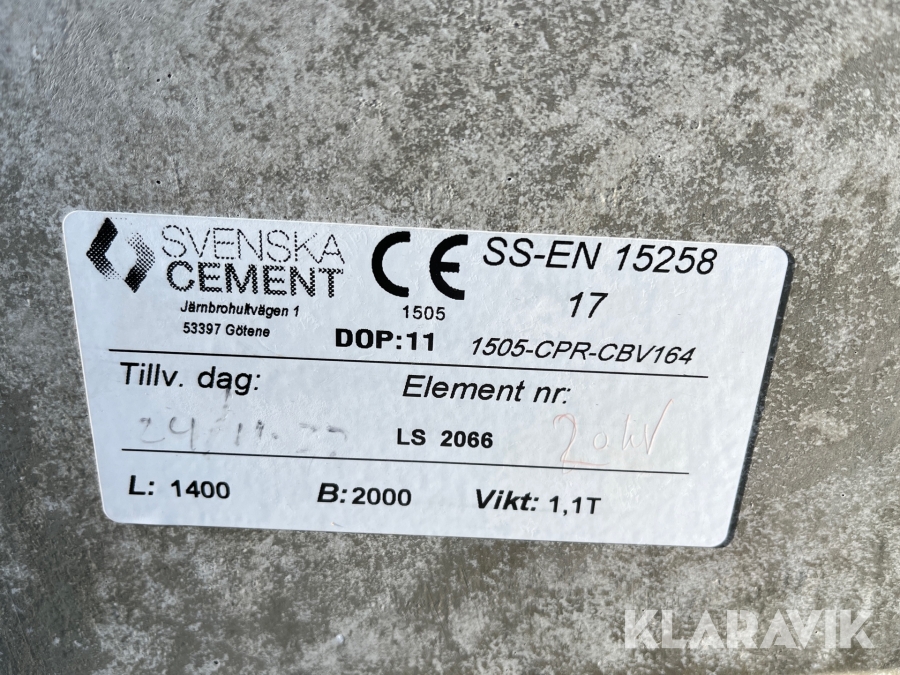 SVENSKA
CEMENT
Järnbrohultvägen 1
53397 Götene
CE
1505
DOP:11
SS-EN 15258
17
1505-CPR-CBV164
Tillv. dag:
Element nr:
LS 2066
L: 1400
B: 2000
Vikt: 1,1T
KLARAVIK